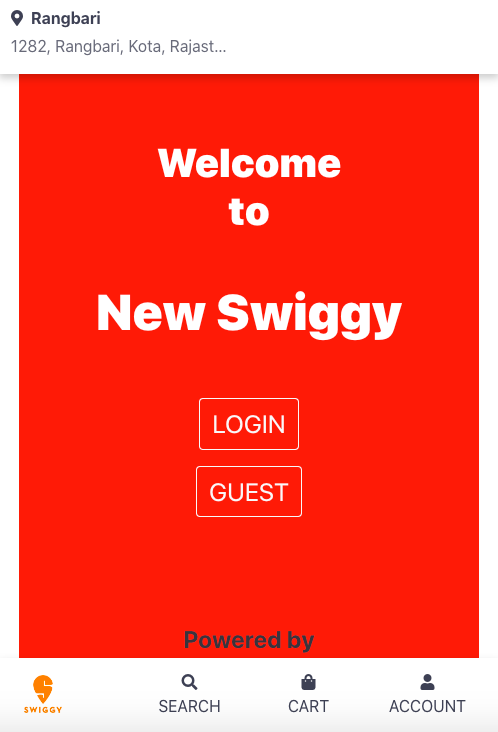 Rangbari
1282, Rangbari, Kota, Rajast...
Welcome
to
New Swiggy
LOGIN
GUEST
Powered by
SWIGGY
SEARCH
CART
ACCOUNT